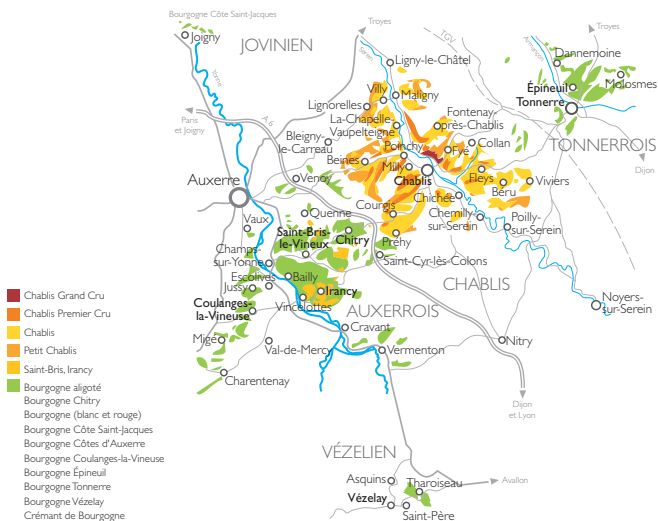 Bourgogne Côte Saint-Jacques
Joigny
JOVINIEN
Troyes
Serein
TGV
Armançon
Troyes
Ligny-le-Châtel
Dannemoine
Molosmes
Yonne
Villy
Maligny
Épineuil
Tonnerre
Lignorelles
La-Chapelle-
Vaupelteigne
Fontenay-
près-Chablis
Paris
et Joigny
A 6
Bleigny-
le-Carreau
Poinchy
Fyé
Collan
TONNERROIS
Beines
Milly
Dijon
Auxerre
Venoy
Chablis
Fleys
Béru
Viviers
Chichée
Courgis
Quenne
Vaux
Chemilly-
sur-Serein
Poilly-
sur-Serein
Saint-Bris-
le-Vineux
Chitry
Préhy
Champs-
sur-Yonne
Saint-Cyr-lès-Colons
Escolives
Bailly
CHABLIS
Jussy
Irancy
Coulanges-
la-Vineuse
Vincelottes
AUXERROIS
Noyers-
sur-Serein
Cravant
Migé
Val-de-Mercy
Vermenton
Nitry
Charentenay
Dijon
et Lyon
VÉZELIEN
Asquins
Tharoiseau
Avallon
Vézelay
Saint-Père
Chablis Grand Cru
Chablis Premier Cru
Chablis
Petit Chablis
Saint-Bris, Irancy
Bourgogne aligoté
Bourgogne Chitry
Bourgogne (blanc et rouge)
Bourgogne Côte Saint-Jacques
Bourgogne Côtes d'Auxerre
Bourgogne Coulanges-la-Vineuse
Bourgogne Épineuil
Bourgogne Tonnerre
Bourgogne Vézelay
Crémant de Bourgogne